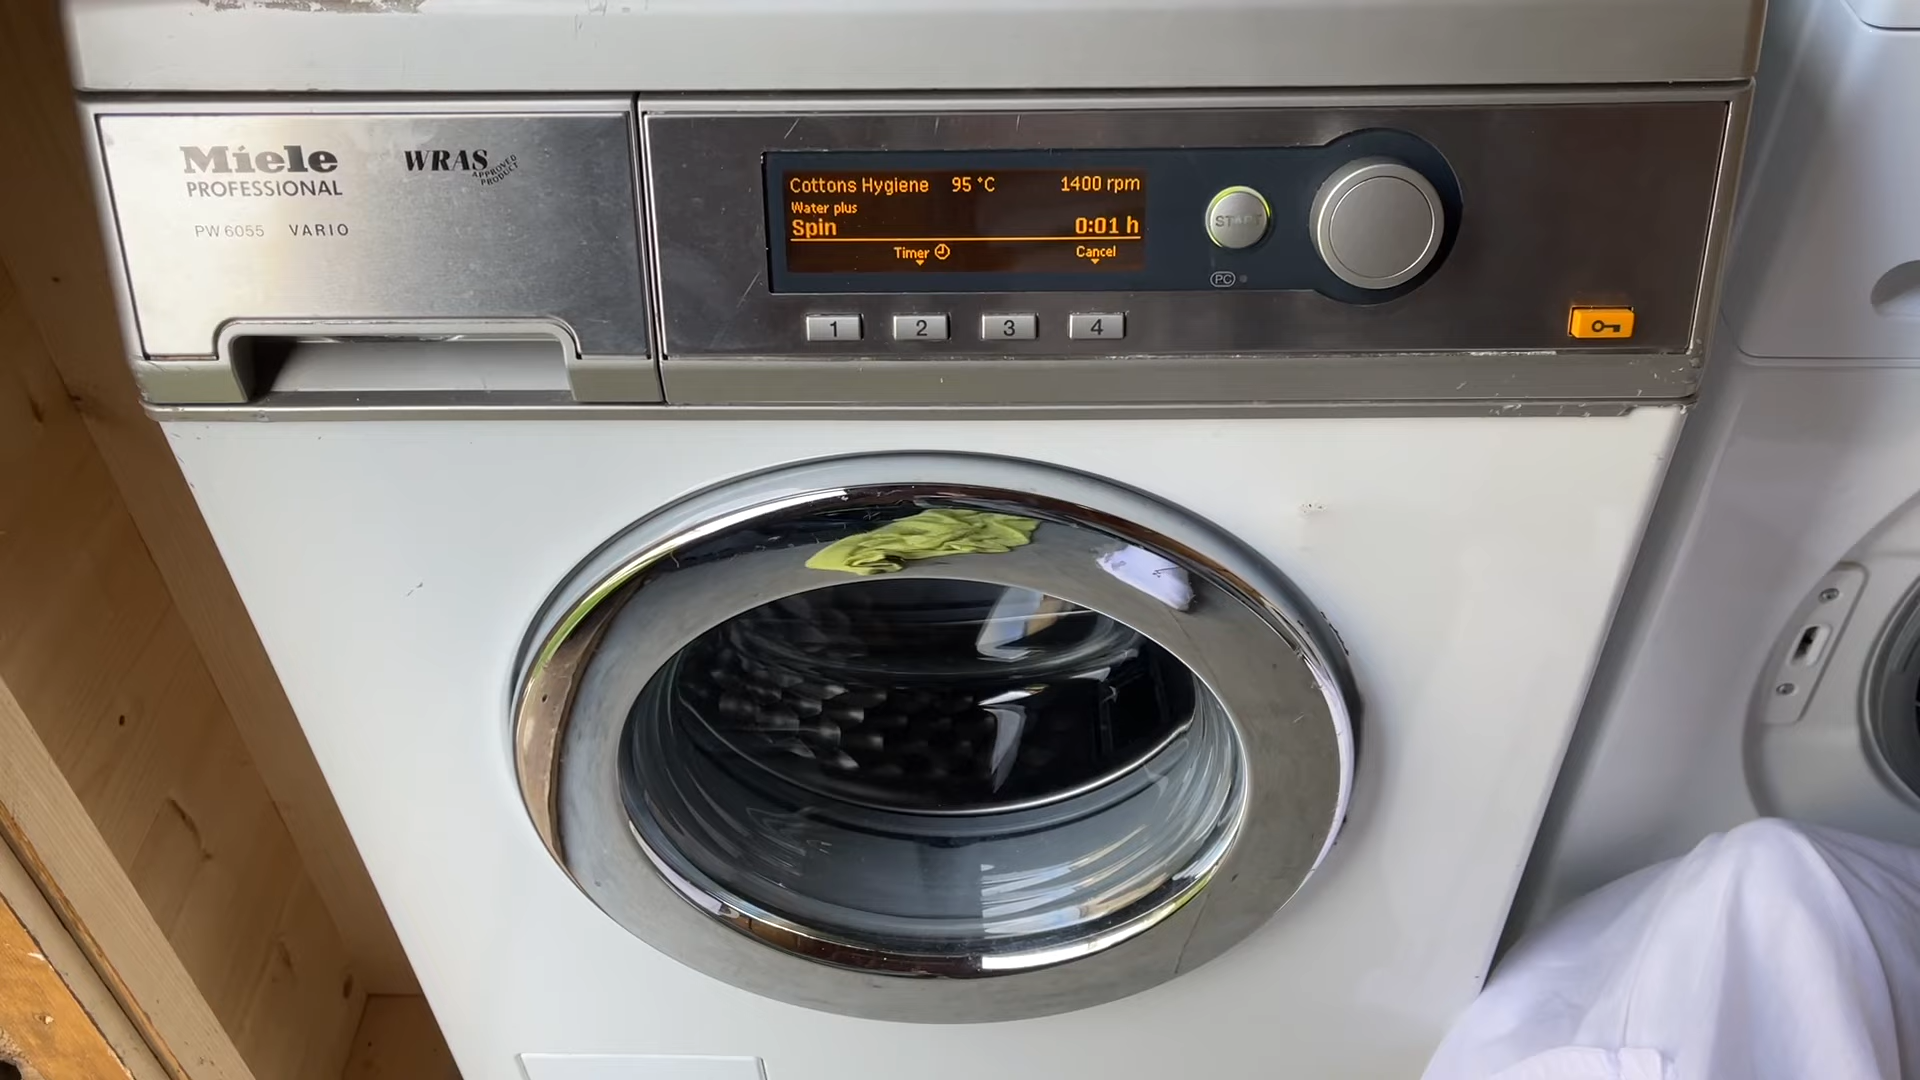 Miele
PROFESSIONAL
PW 6055 VARIO
WRAS
APPROVED
PRODUCT
Cottons Hygiene 95 °C 1400 rpm
Water plus
Spin 0:01 h
Timer Cancel
START
PC
1 2 3 4